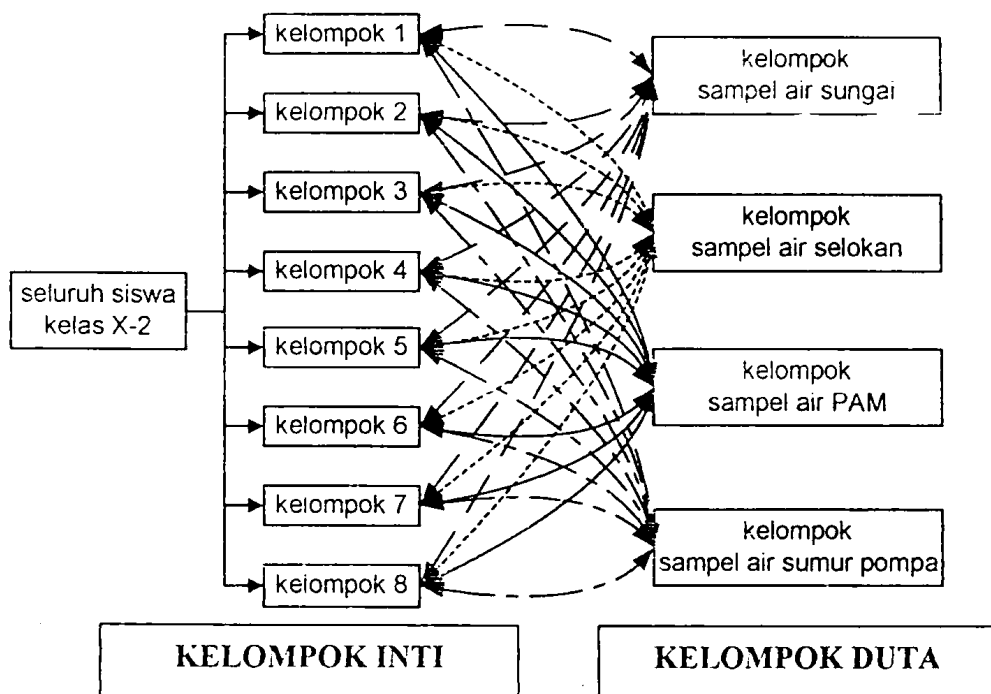 seluruh siswa
kelas X-2
kelompok 1
kelompok 2
kelompok 3
kelompok 4
kelompok 5
kelompok 6
kelompok 7
kelompok 8
kelompok
sampel air sungai
kelompok
sampel air selokan
kelompok
sampel air PAM
kelompok
sampel air sumur pompa
KELOMPOK INTI
KELOMPOK DUTA